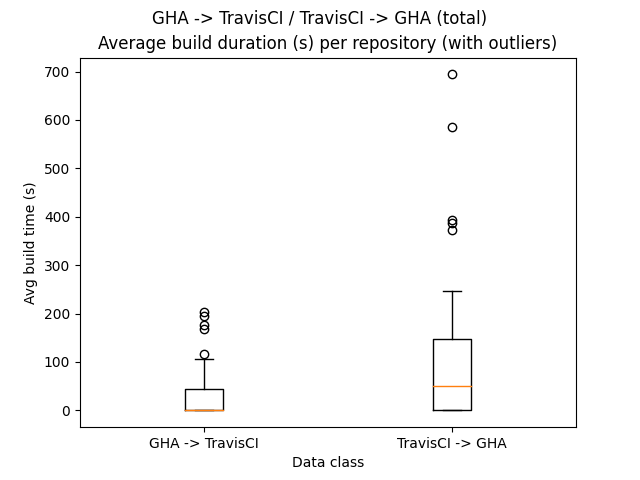 GHA -> TravisCI / TravisCI -> GHA (total)
Average build duration (s) per repository (with outliers)
700
600
500
400
300
200
100
0
Avg build time (s)
GHA -> TravisCI
TravisCI -> GHA
Data class